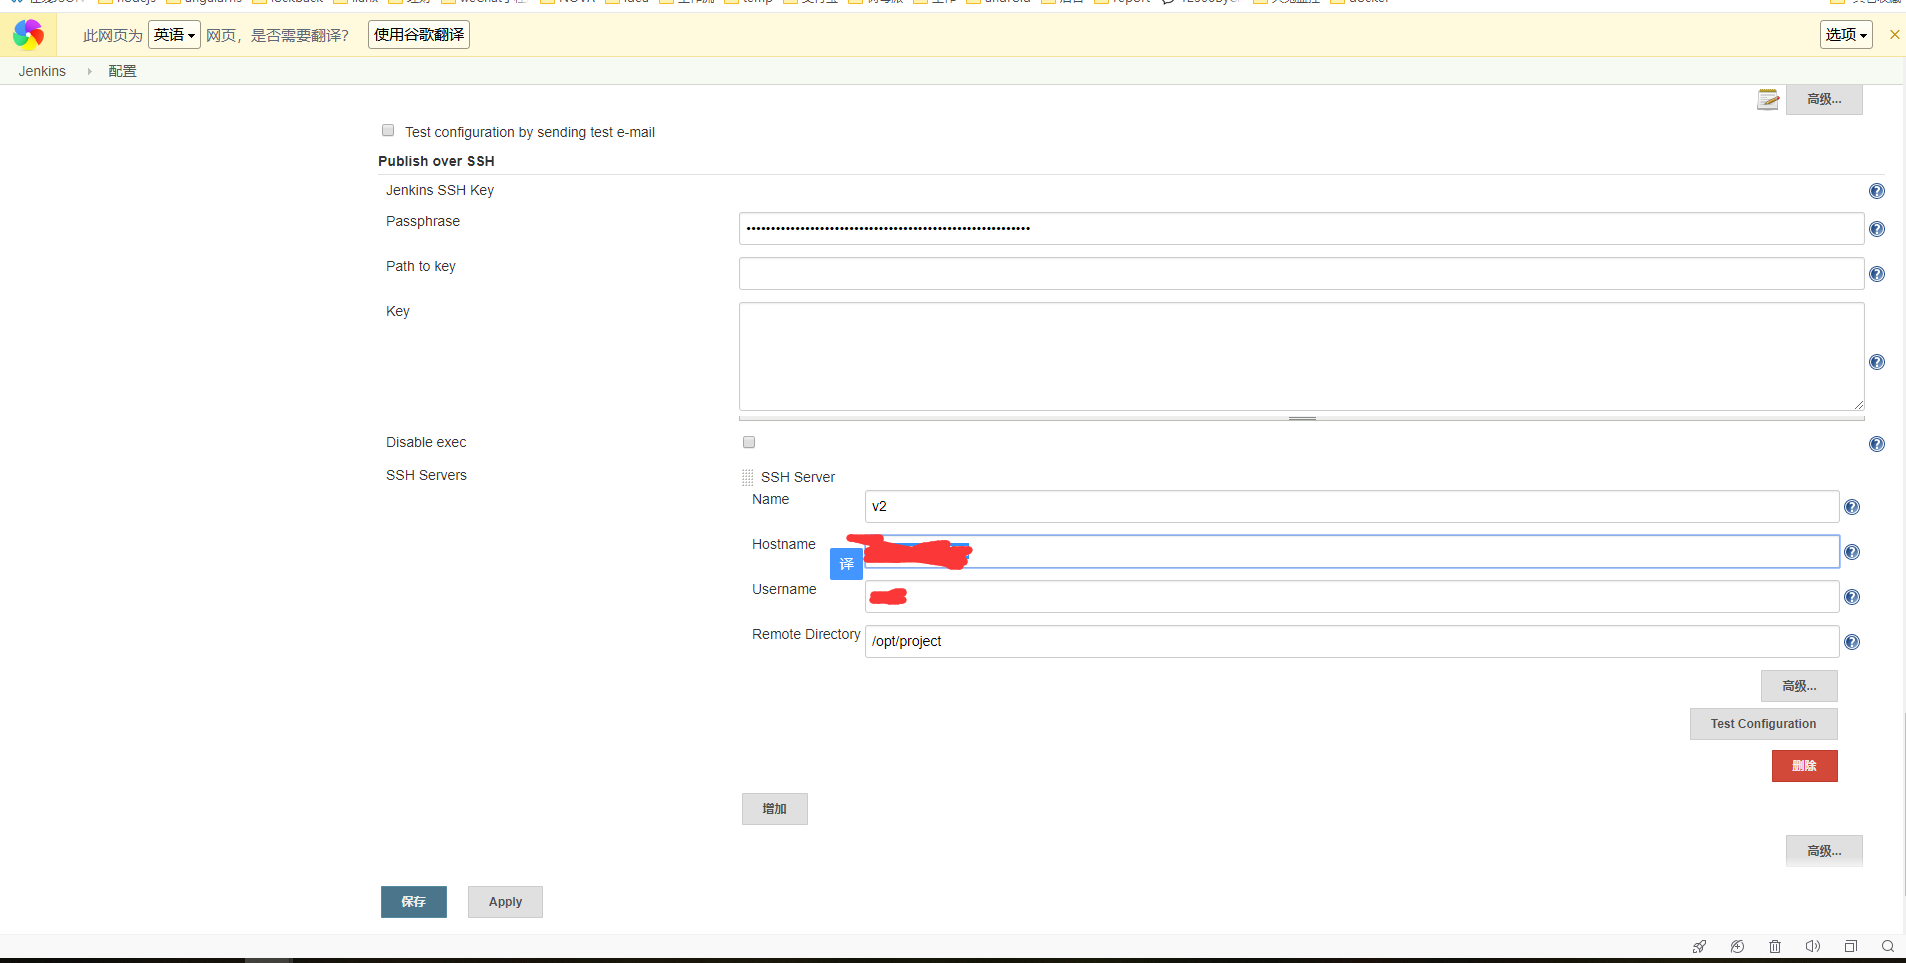 此网页为 英语 网页，是否需要翻译？ 使用谷歌翻译 选项
Jenkins 配置
高级...
Test configuration by sending test e-mail
Publish over SSH
Jenkins SSH Key
Passphrase
Path to key
Key
Disable exec
SSH Servers
SSH Server
Name v2
Hostname
译
Username
Remote Directory /opt/project
高级...
Test Configuration
删除
增加
高级...
保存 Apply